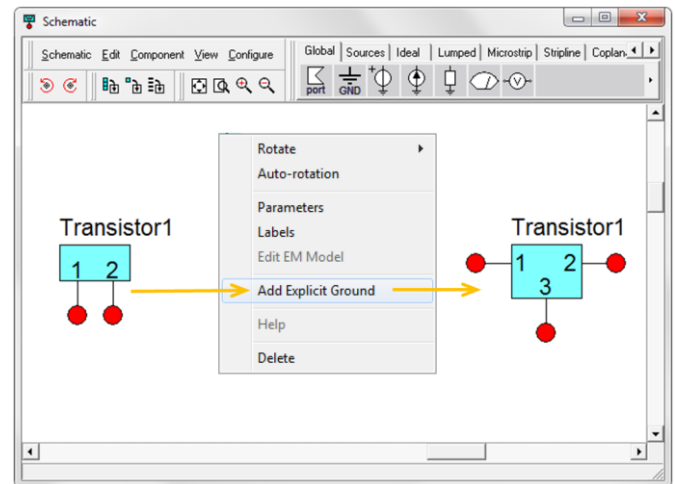 Schematic
Schematic Edit Component View Configure
Global Sources Ideal Lumped Microstrip Stripline Coplan
port GND + V
Rotate
Auto-rotation
Parameters
Labels
Edit EM Model
Add Explicit Ground
Help
Delete
Transistor1
1 2
Transistor1
1 2
3